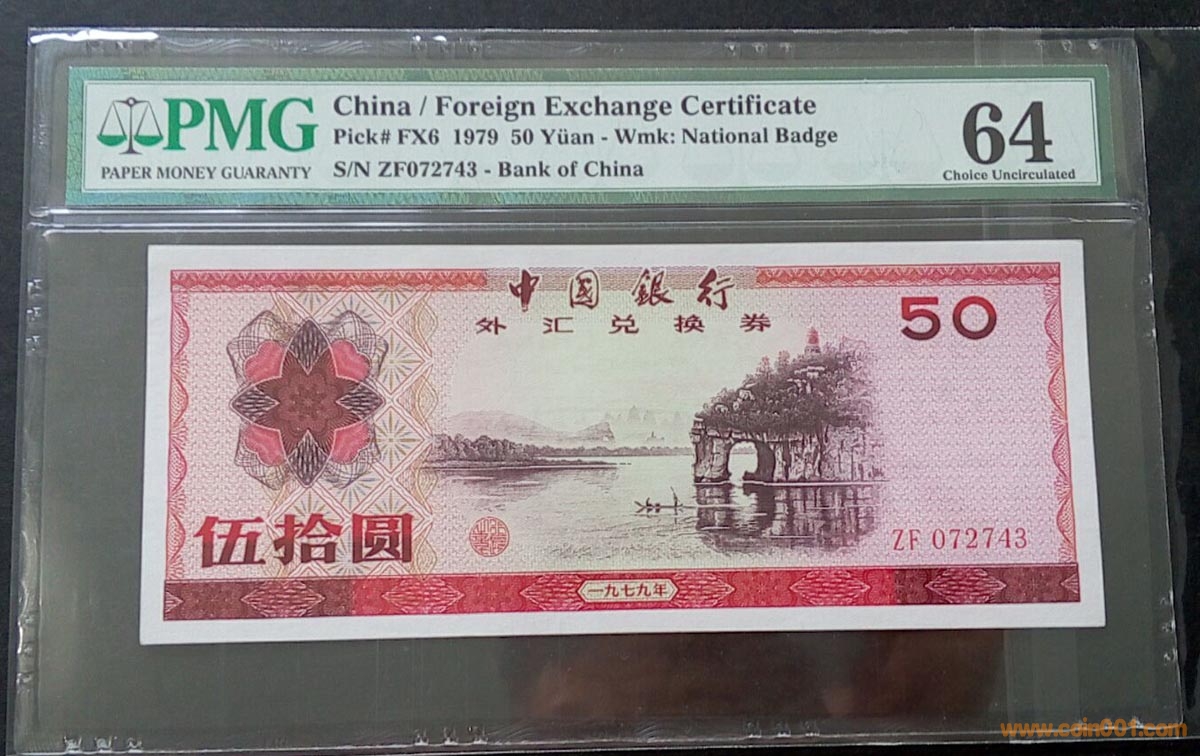 PMG
PAPER MONEY GUARANTY
China / Foreign Exchange Certificate
Pick# FX6 1979 50 Yüan - Wmk: National Badge
S/N ZF072743 - Bank of China
64
Choice Uncirculated
中国銀行
外汇兑换券
50
伍拾圆
ZF 072743
一九七九年
www.coin001.com